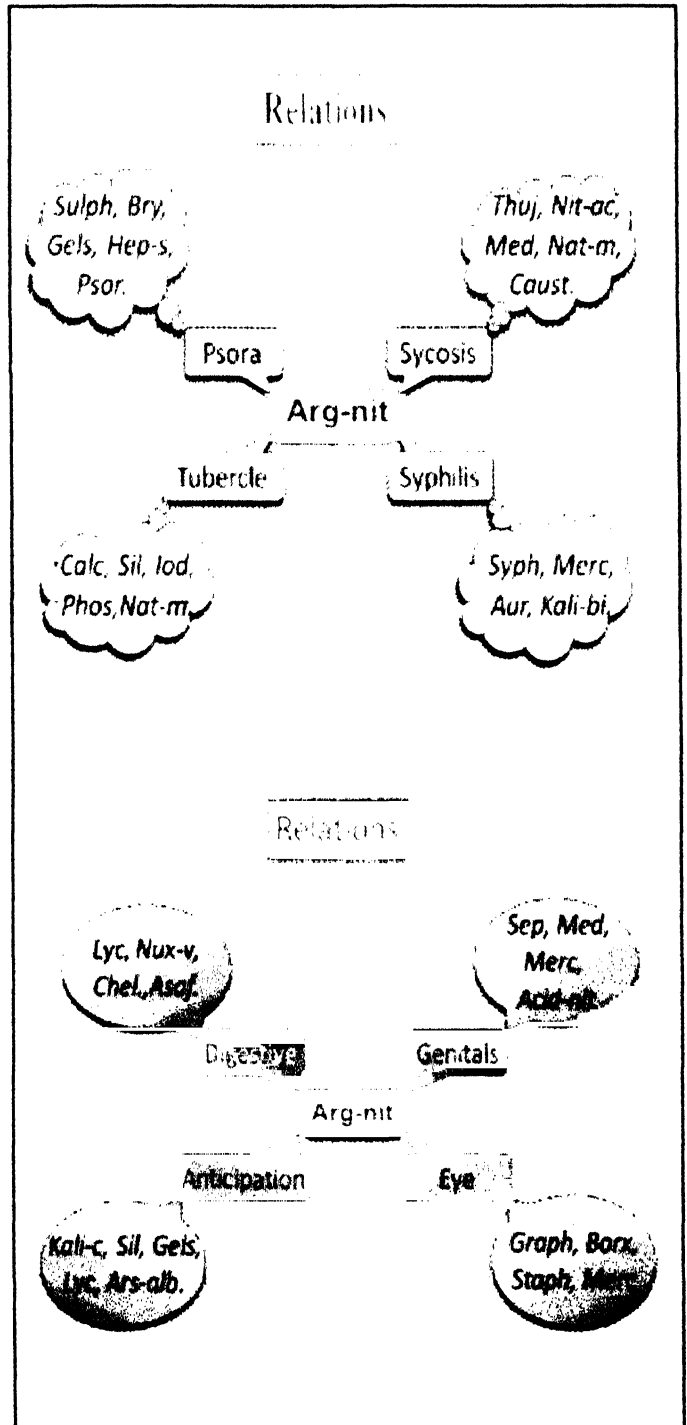 Relations
Sulph, Bry,
Gels, Hep-s,
Psor.
Thuj, Nit-ac,
Med, Nat-m,
Caust.
Psora
Sycosis
Arg-nit
Tubercle
Syphilis
Calc, Sil, Iod,
Phos, Nat-m
Syph, Merc,
Aur, Kali-bi,
Relations
Lyc, Nux-v,
Chel., Asaf.
Sep, Med,
Merc,
Acid-nit.
Digestive
Genitals
Arg-nit
Anticipation
Eye
Kali-c, Sil, Gels,
Lyc, Ars-alb.
Graph, Borx,
Staph, Merc